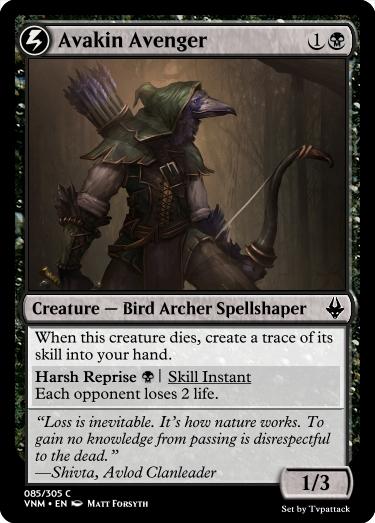 Avakin Avenger 1
Creature — Bird Archer Spellshaper
When this creature dies, create a trace of its
skill into your hand.
Harsh Reprise | Skill Instant
Each opponent loses 2 life.
“Loss is inevitable. It’s how nature works. To
gain no knowledge from passing is disrespectful
to the dead.”
—Shivta, Avlod Clanleader
1/3
085/305 C
VNM • EN Matt Forsyth
Set by Tvpattack